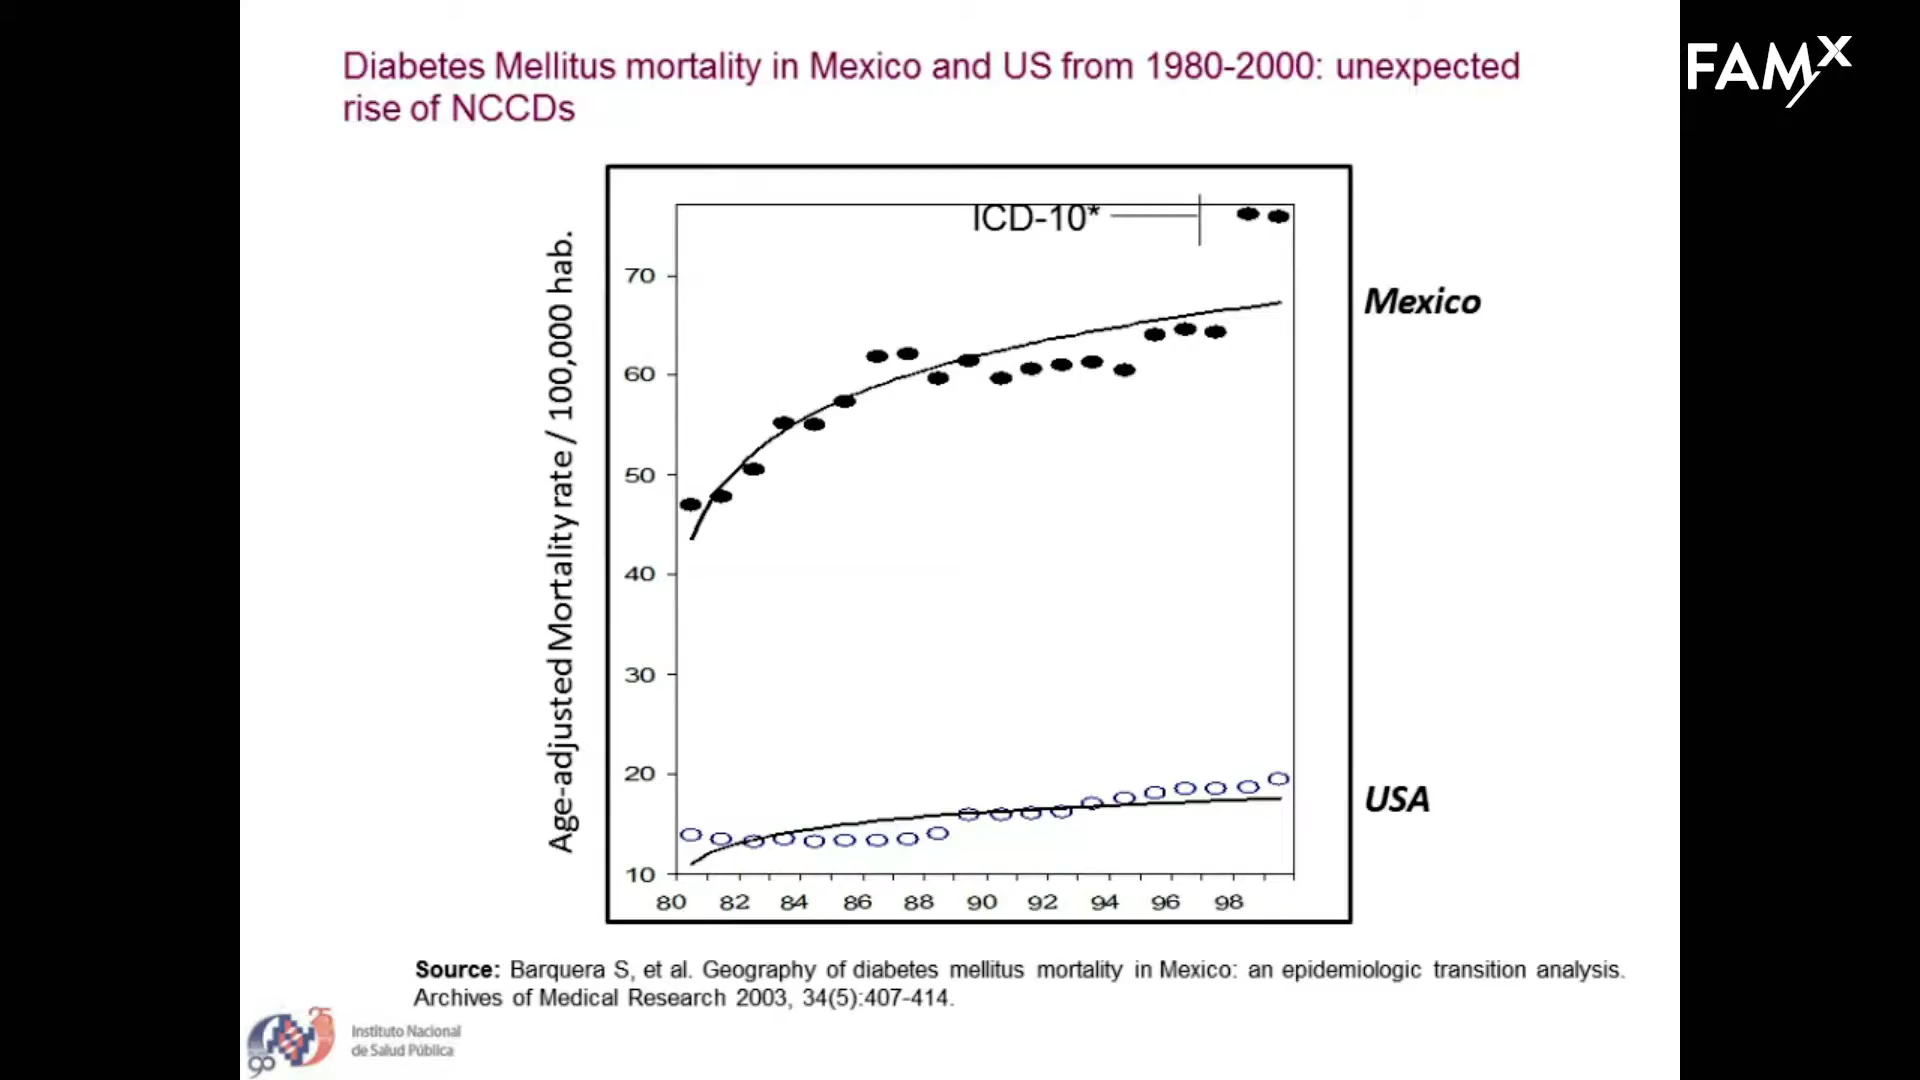 Diabetes Mellitus mortality in Mexico and US from 1980-2000: unexpected
rise of NCCDs
FAMx
ICD-10*
Age-adjusted Mortality rate / 100,000 hab.
70
60
50
40
30
20
10
80 82 84 86 88 90 92 94 96 98
Mexico
USA
Source: Barquera S, et al. Geography of diabetes mellitus mortality in Mexico: an epidemiologic transition analysis.
Archives of Medical Research 2003, 34(5):407-414.
25
90
Instituto Nacional
de Salud Pública